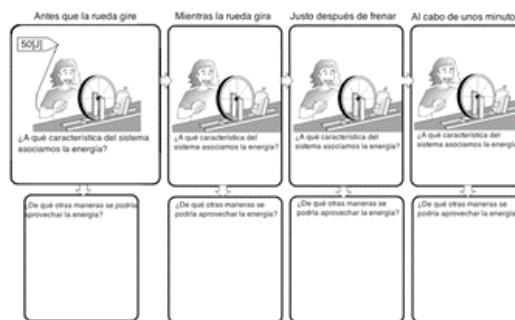 Antes que la rueda gire
Mientras la rueda gira
Justo después de frenar
Al cabo de unos minuto
50[J]
¿A qué característica del sistema
asociamos la energía?
¿A qué característica del
sistema asociamos la energía?
¿A qué característica del
sistema asociamos la energía?
¿A qué característica del
sistema asociamos la energía?
¿De qué otras maneras se podría
aprovechar la energía?
¿De qué otras maneras se
podría aprovechar la energía?
¿De qué otras maneras se
podría aprovechar la energía?
¿De qué otras maneras se
podría aprovechar la energía?